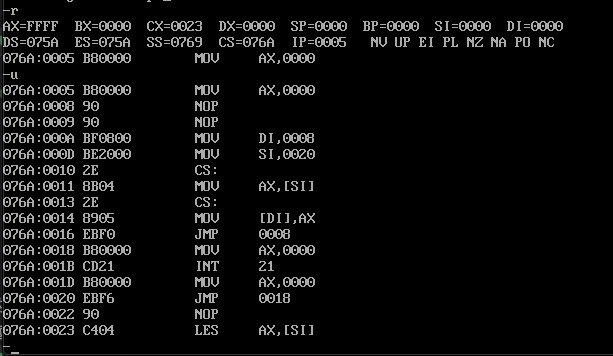 -r
AX=FFFF BX=0000 CX=0023 DX=0000 SP=0000 BP=0000 SI=0000 DI=0000
DS=075A ES=075A SS=0769 CS=076A IP=0005 NV UP EI PL NZ NA PO NC
076A:0005 B80000 MOV AX,0000
-u
076A:0005 B80000 MOV AX,0000
076A:0008 90 NOP
076A:0009 90 NOP
076A:000A BF0800 MOV DI,0008
076A:000D BE2000 MOV SI,0020
076A:0010 2E CS:
076A:0011 8B04 MOV AX,[SI]
076A:0013 2E CS:
076A:0014 8905 MOV [DI],AX
076A:0016 EBF0 JMP 0008
076A:0018 B80000 MOV AX,0000
076A:001B CD21 INT 21
076A:001D B80000 MOV AX,0000
076A:0020 EBF6 JMP 0018
076A:0022 90 NOP
076A:0023 C404 LES AX,[SI]
-_